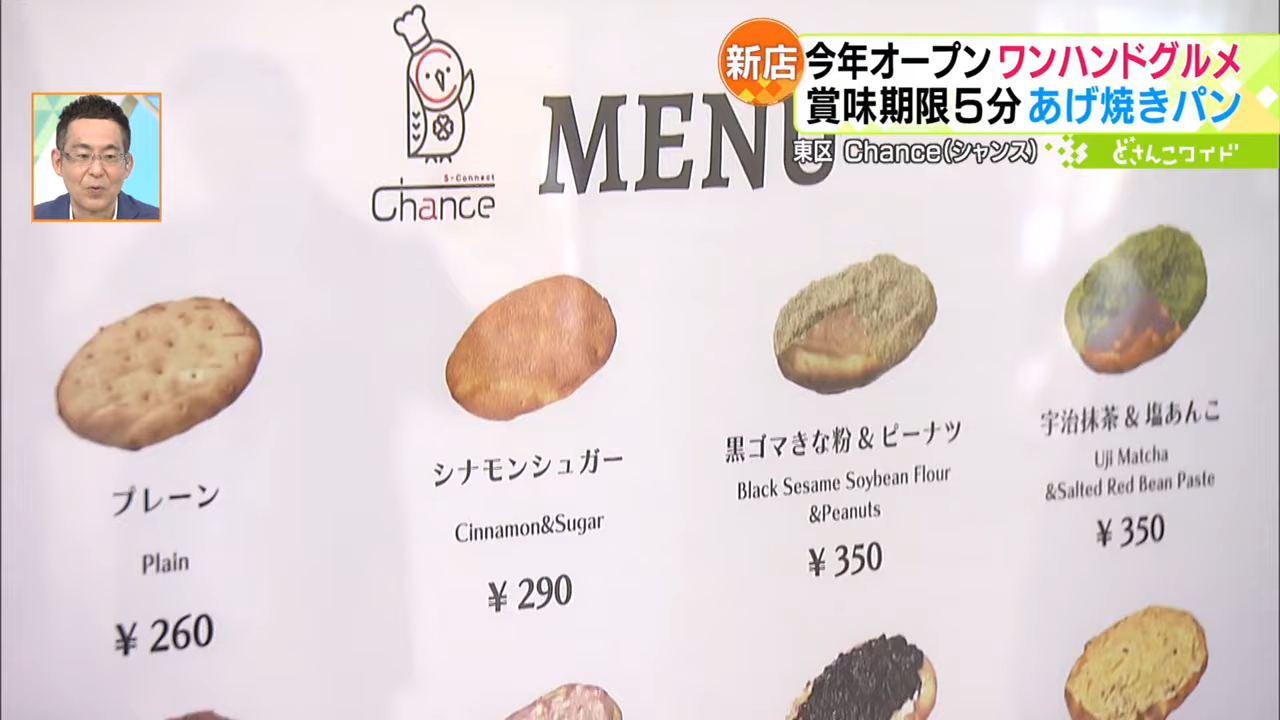 新店
今年オープン ワンハンドグルメ
賞味期限5分 あげ焼きパン
東区 Chance(シャンス)
どさんこワイド
S-Connect
Chance
MENU
プレーン
Plain
¥ 260
シナモンシュガー
Cinnamon&Sugar
¥ 290
黒ゴマきな粉 & ピーナツ
Black Sesame Soybean Flour
&Peanuts
¥ 350
宇治抹茶 & 塩あんこ
Uji Matcha
&Salted Red Bean Paste
¥ 350